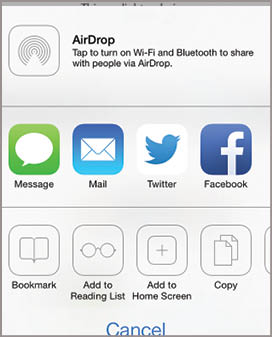 AirDrop
Tap to turn on Wi-Fi and Bluetooth to share
with people via AirDrop.
Message Mail Twitter Facebook
Bookmark Add to Add to Copy
Reading List Home Screen
Cancel